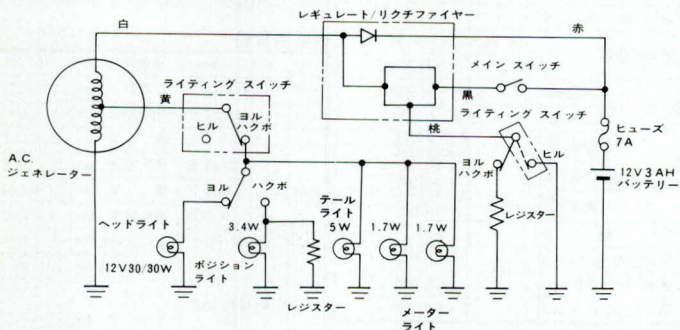 レギュレート/リクチファイヤー
白
赤
メイン スイッチ
ライティング スイッチ
黄
ヨル
ハクボ
ヒル
黒
ライティング スイッチ
桃
ヒューズ
7A
ヨル
ハクボ
ヒル
A.C.
ジェネレーター
12V 3 AH
バッテリー
ヨル
ハクボ
テール
ライト
レジスター
ヘッドライト
3.4W
5W
1.7W
1.7W
12V 30/30W
ポジション
ライト
レジスター
メーター
ライト